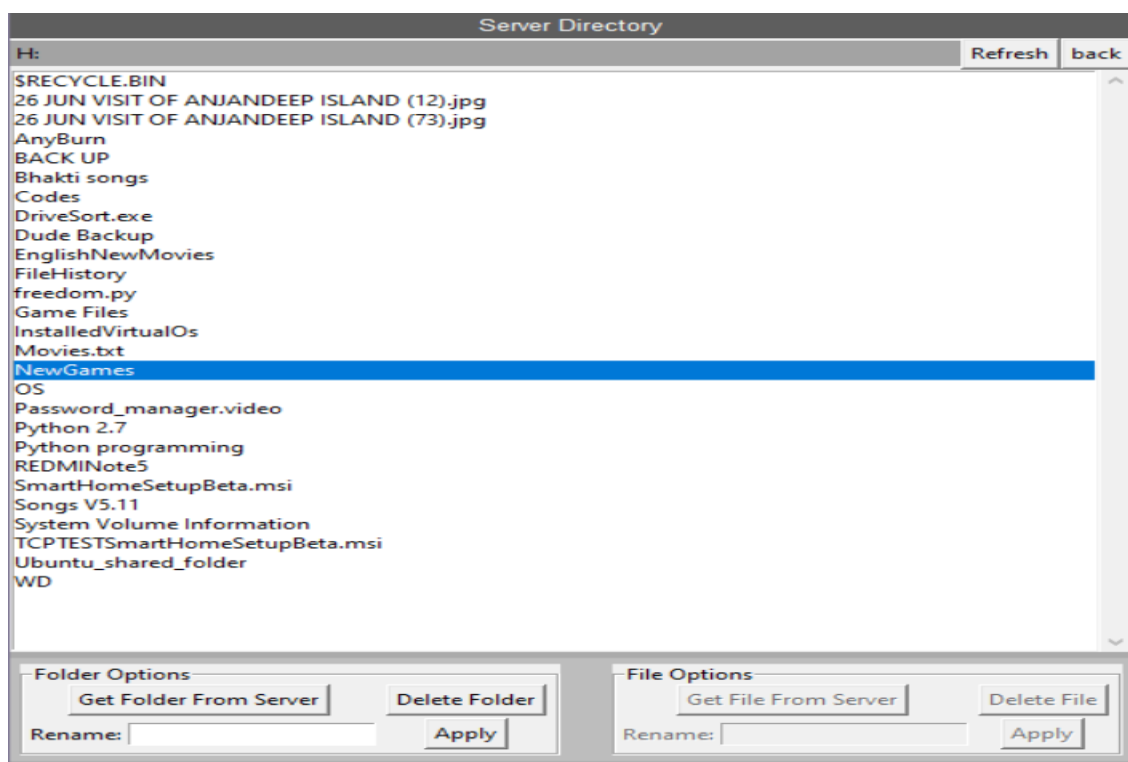 Server Directory
H: Refresh back
$RECYCLE.BIN
26 JUN VISIT OF ANJANDEEP ISLAND (12).jpg
26 JUN VISIT OF ANJANDEEP ISLAND (73).jpg
AnyBurn
BACK UP
Bhakti songs
Codes
DriveSort.exe
Dude Backup
EnglishNewMovies
FileHistory
freedom.py
Game Files
InstalledVirtualOs
Movies.txt
NewGames
OS
Password_manager.video
Python 2.7
Python programming
REDMINote5
SmartHomeSetupBeta.msi
Songs V5.11
System Volume Information
TCPTESTSmartHomeSetupBeta.msi
Ubuntu_shared_folder
WD
Folder Options
Get Folder From Server Delete Folder
Rename: Apply
File Options
Get File From Server Delete File
Rename: Apply